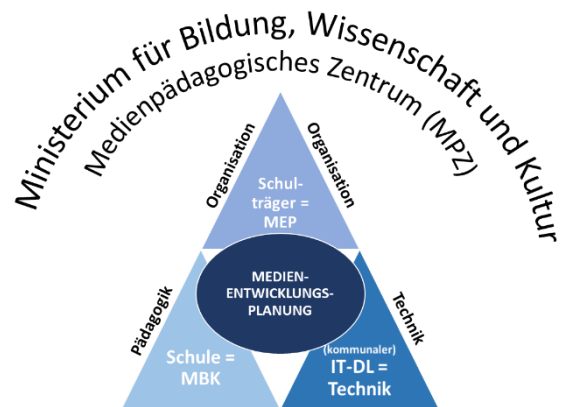 Ministerium für Bildung, Wissenschaft und Kultur
Medienpädagogisches Zentrum (MPZ)
Organisation
Organisation
Schul-
träger =
MEP
MEDIEN-
ENTWICKLUNGS-
PLANUNG
Pädagogik
Technik
Schule =
MBK
(kommunaler)
IT-DL =
Technik